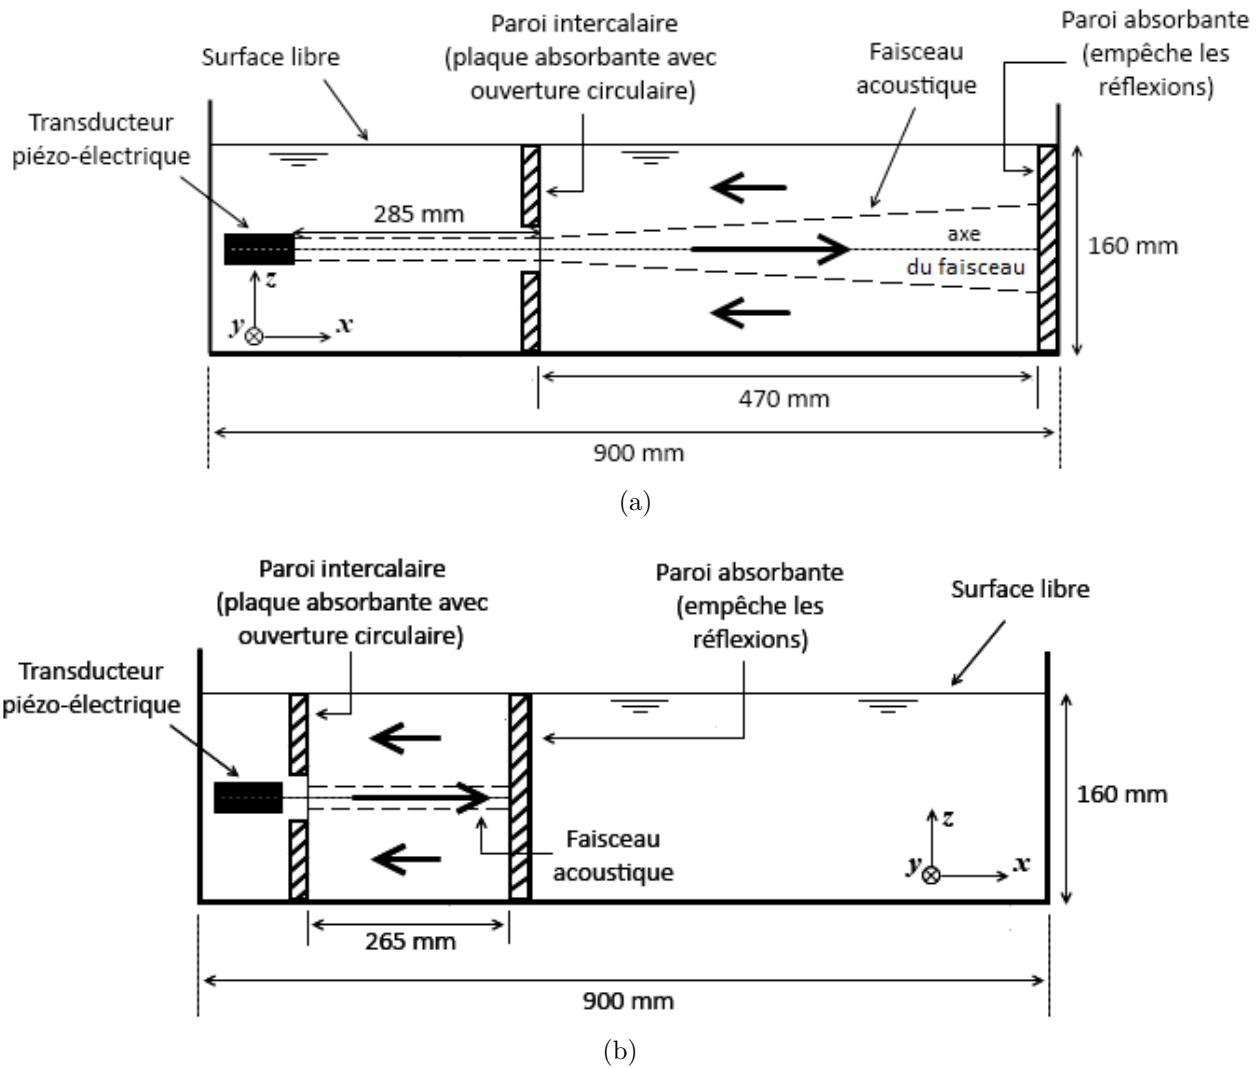 Paroi intercalaire
(plaque absorbante avec
ouverture circulaire)
Paroi absorbante
(empêche les
réflexions)
Surface libre
Faisceau
acoustique
Transducteur
piézo-électrique
285 mm
axe
du faisceau
160 mm
z
y
x
470 mm
900 mm
(a)
Paroi intercalaire
(plaque absorbante avec
ouverture circulaire)
Paroi absorbante
(empêche les
réflexions)
Surface libre
Transducteur
piézo-électrique
160 mm
Faisceau
acoustique
z
y
x
265 mm
900 mm
(b)